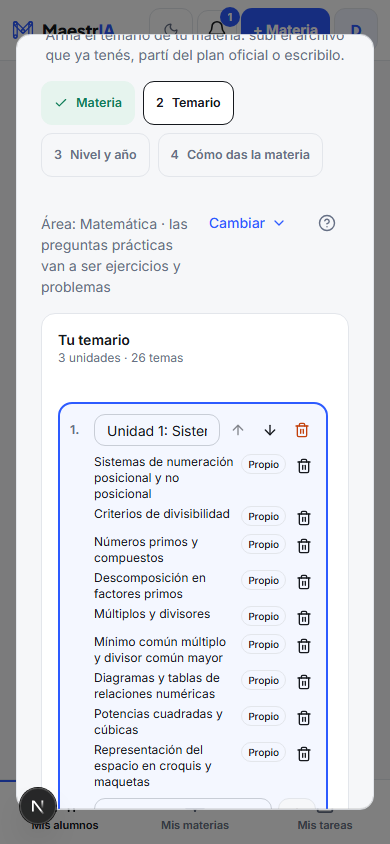 MaestrIA
1
+ Materia
D
Armá el temario de tu materia: subí el archivo
que ya tenés, partí del plan oficial o escribilo.
Materia
2 Temario
3 Nivel y año
4 Cómo das la materia
Área: Matemática · las
preguntas prácticas
van a ser ejercicios y
problemas
Cambiar
?
Tu temario
3 unidades · 26 temas
1.
Unidad 1: Sister
Sistemas de numeración
posicional y no
posicional
Propio
Criterios de divisibilidad
Propio
Números primos y
compuestos
Propio
Descomposición en
factores primos
Propio
Múltiplos y divisores
Propio
Mínimo común múltiplo
y divisor común mayor
Propio
Diagramas y tablas de
relaciones numéricas
Propio
Potencias cuadradas y
cúbicas
Propio
Representación del
espacio en croquis y
maquetas
Propio
N
Mis alumnos
Mis materias
Mis tareas